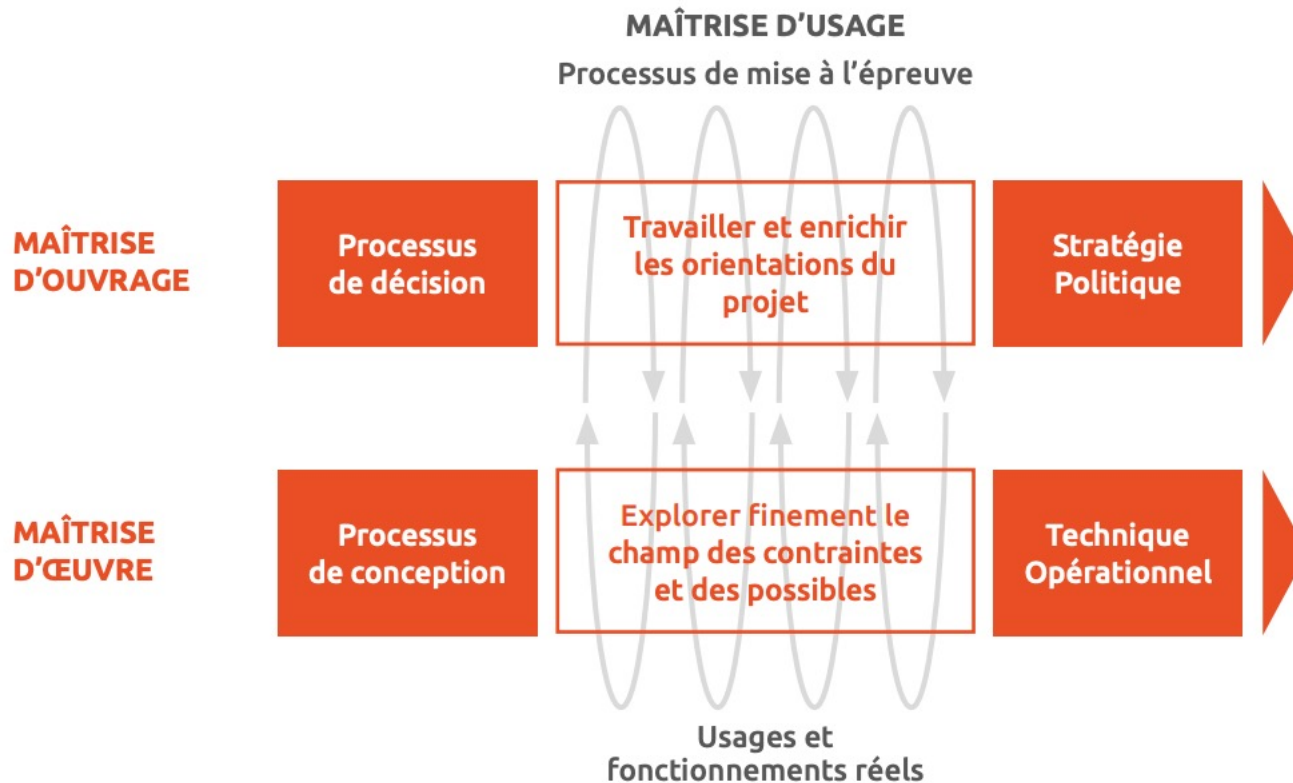 MAÎTRISE D’USAGE
Processus de mise à l’épreuve
MAÎTRISE
D’OUVRAGE
Processus
de décision
Travailler et enrichir
les orientations du
projet
Stratégie
Politique
MAÎTRISE
D’ŒUVRE
Processus
de conception
Explorer finement le
champ des contraintes
et des possibles
Technique
Opérationnel
Usages et
fonctionnements réels